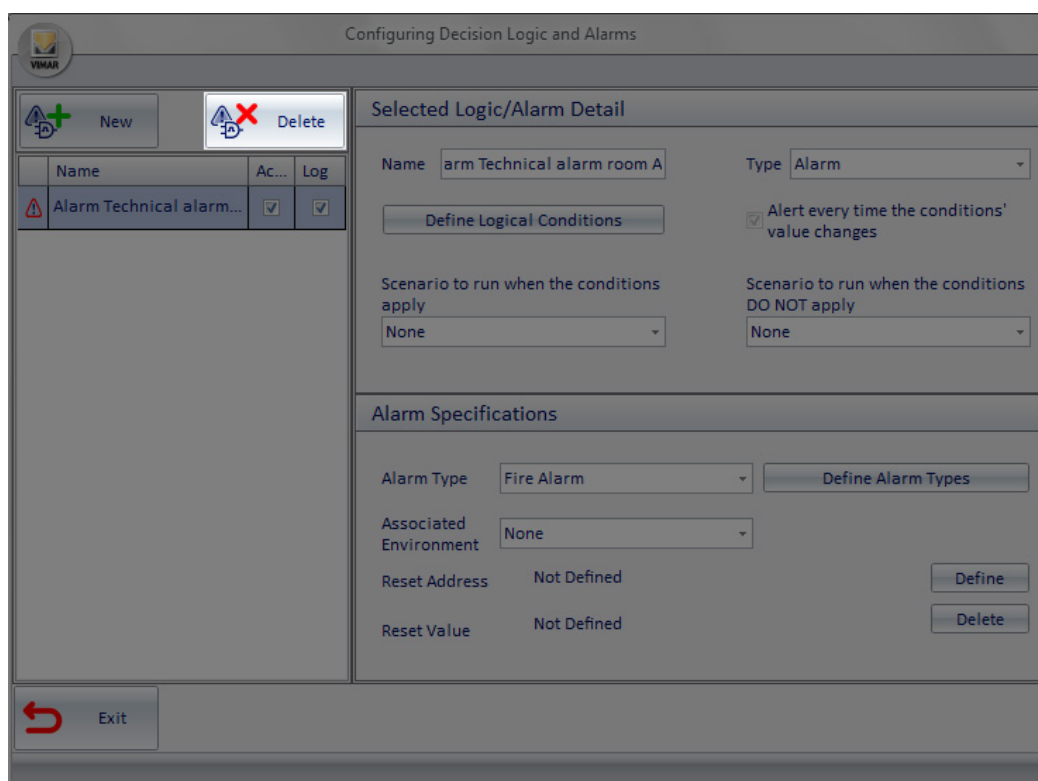 Configuring Decision Logic and Alarms
VIMAR
New
Delete
Name Ac... Log
Alarm Technical alarm...
Selected Logic/Alarm Detail
Name arm Technical alarm room A
Type Alarm
Define Logical Conditions
Alert every time the conditions'
value changes
Scenario to run when the conditions
apply
None
Scenario to run when the conditions
DO NOT apply
None
Alarm Specifications
Alarm Type Fire Alarm Define Alarm Types
Associated
Environment
None
Reset Address Not Defined Define
Reset Value Not Defined Delete
Exit